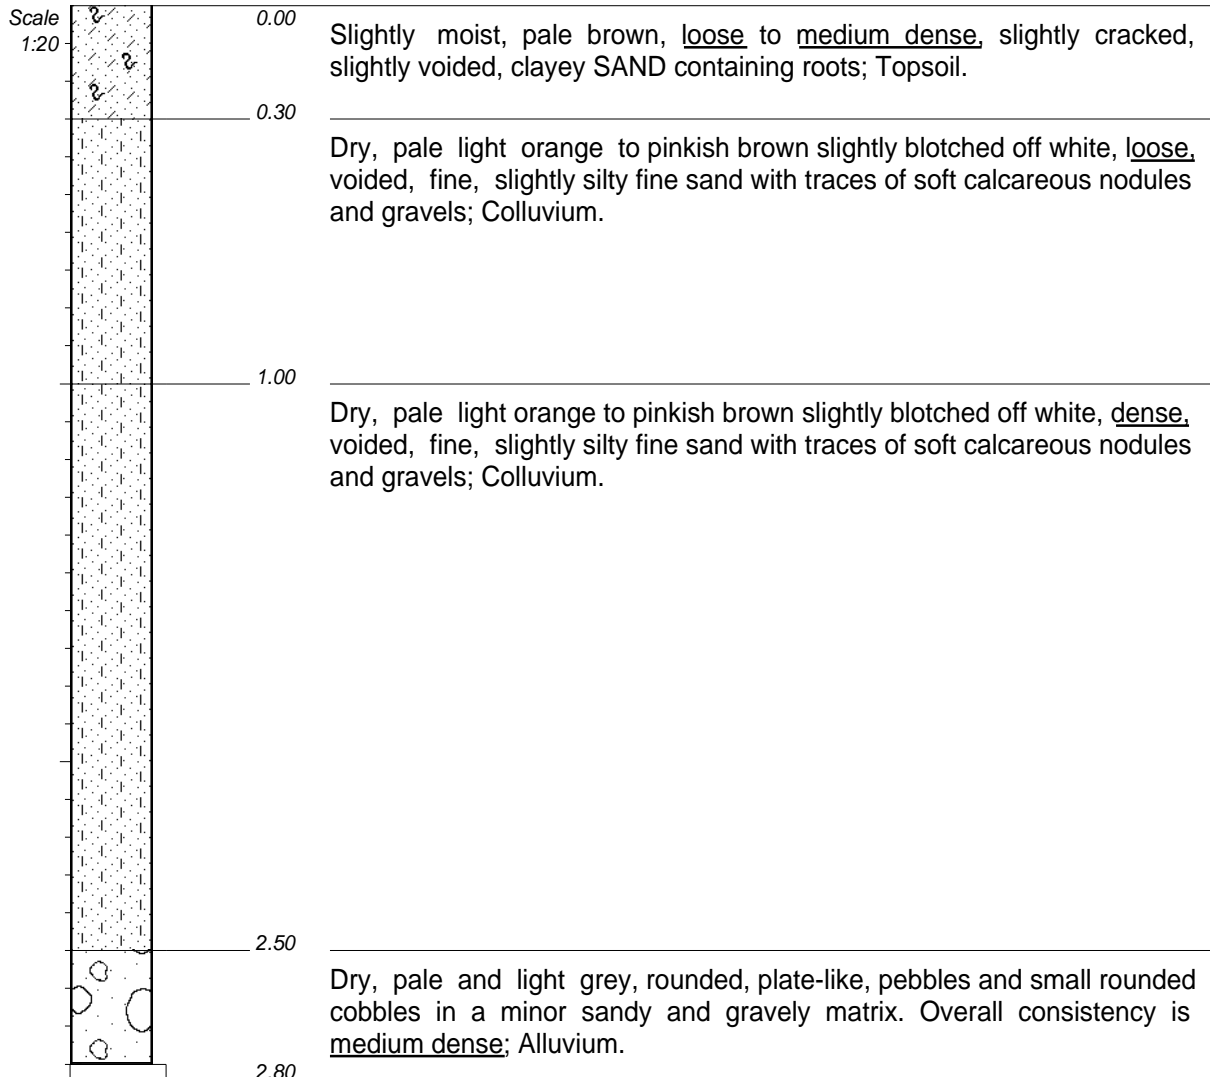 Scale
1:20
0.00
Slightly moist, pale brown, loose to medium dense, slightly cracked,
slightly voided, clayey SAND containing roots; Topsoil.
0.30
Dry, pale light orange to pinkish brown slightly blotched off white, loose,
voided, fine, slightly silty fine sand with traces of soft calcareous nodules
and gravels; Colluvium.
1.00
Dry, pale light orange to pinkish brown slightly blotched off white, dense,
voided, fine, slightly silty fine sand with traces of soft calcareous nodules
and gravels; Colluvium.
2.50
Dry, pale and light grey, rounded, plate-like, pebbles and small rounded
cobbles in a minor sandy and gravely matrix. Overall consistency is
medium dense; Alluvium.
2.80